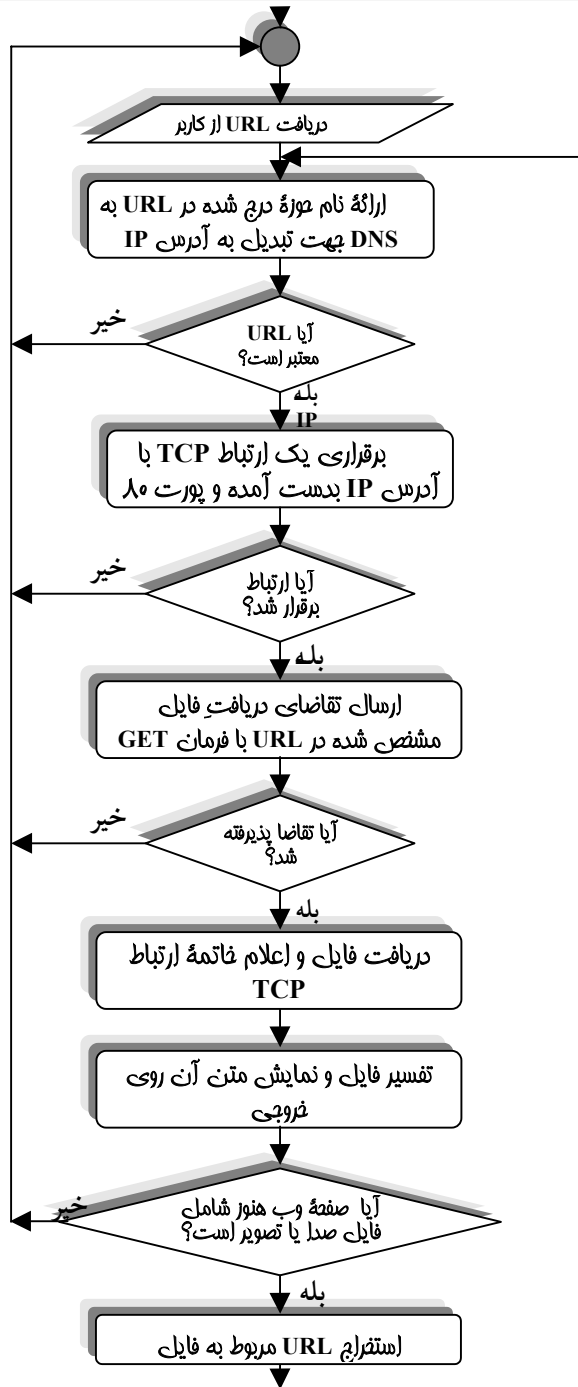 دریافت URL از کاربر
ارائهٔ نام حوزهٔ درج شده در URL به
DNS جهت تبدیل به آدرس IP
خیر
آیا URL
معتبر است؟
بله
IP
برقراری یک ارتباط TCP با
آدرس IP بدست آمده و پورت ۸۰
خیر
آیا ارتباط
برقرار شد؟
بله
ارسال تقاضای دریافتِ فایل
مشخص شده در URL با فرمان GET
خیر
آیا تقاضا پذیرفته
شد؟
بله
دریافت فایل و اعلام خاتمهٔ ارتباط
TCP
تفسیر فایل و نمایش متن آن روی
خروجی
خیر
آیا صفحهٔ وب هنوز شامل
فایل صدا یا تصویر است؟
بله
استخراج URL مربوط به فایل